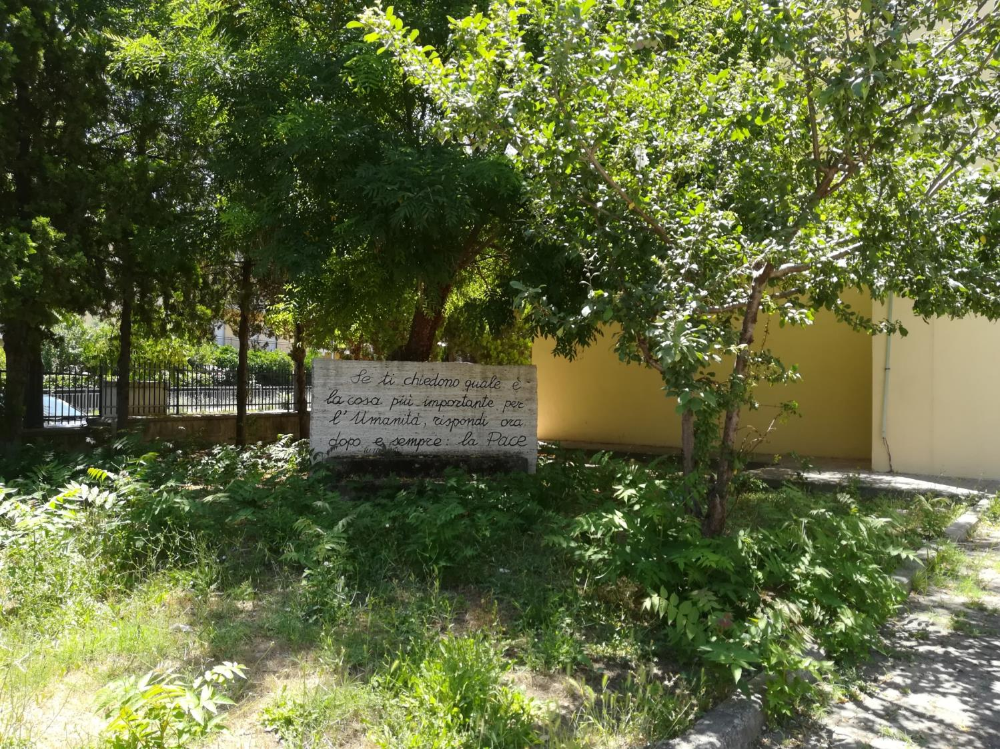 Se ti chiedono quale è
la cosa più importante per
l'Umanità, rispondi ora,
dopo e sempre: la Pace